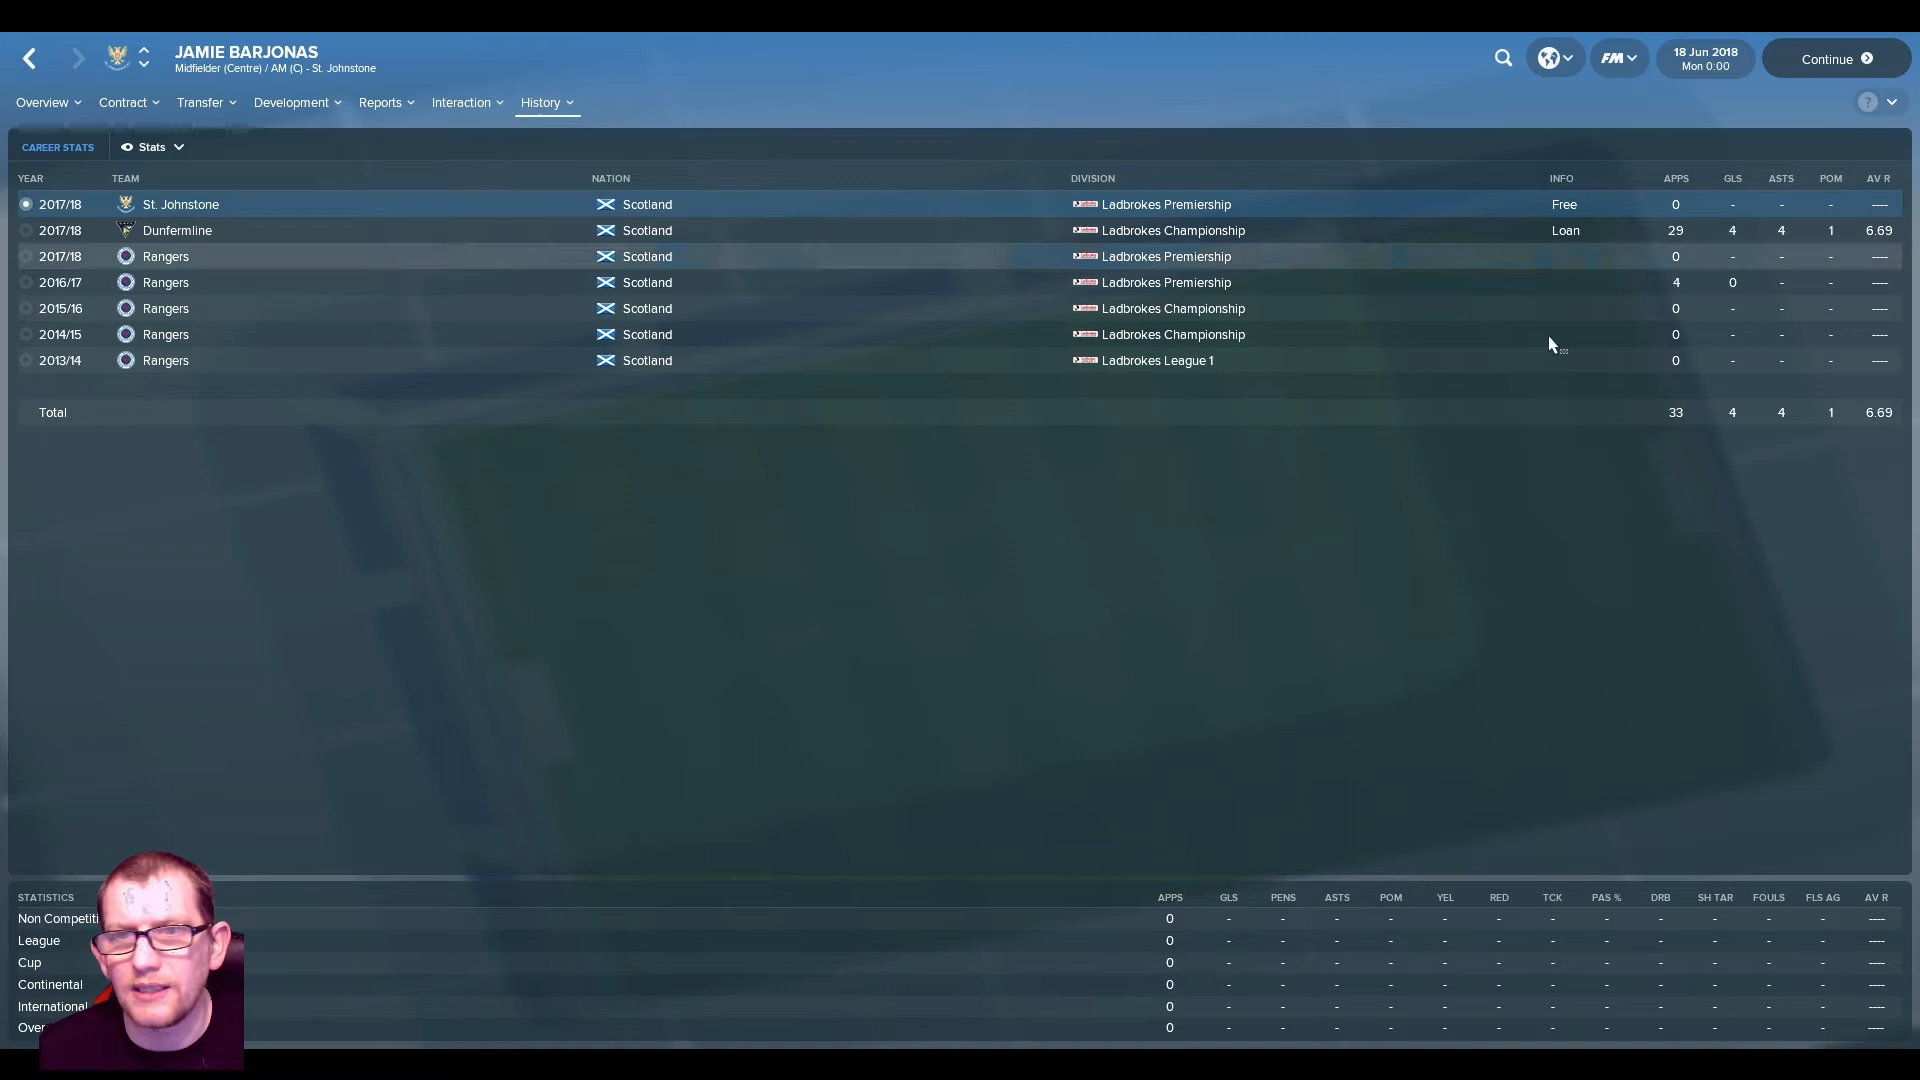 JAMIE BARJONAS
Midfielder (Centre) / AM (C) - St. Johnstone
FM
18 Jun 2018
Mon 0:00
Continue
Overview
Contract
Transfer
Development
Reports
Interaction
History
?
CAREER STATS
Stats
YEAR TEAM NATION DIVISION INFO APPS GLS ASTS POM AV R
2017/18 St. Johnstone Scotland Ladbrokes Premiership Free 0 - - - ----
2017/18 Dunfermline Scotland Ladbrokes Championship Loan 29 4 4 1 6.69
2017/18 Rangers Scotland Ladbrokes Premiership 0 - - - ----
2016/17 Rangers Scotland Ladbrokes Premiership 4 0 - - ----
2015/16 Rangers Scotland Ladbrokes Championship 0 - - - ----
2014/15 Rangers Scotland Ladbrokes Championship 0 - - - ----
2013/14 Rangers Scotland Ladbrokes League 1 0 - - - ----
Total 33 4 4 1 6.69
STATISTICS APPS GLS PENS ASTS POM YEL RED TCK PAS % DRB SH TAR FOULS FLS AG AV R
Non Competiti 0 - - - - - - - - - - - - ----
League 0 - - - - - - - - - - - - ----
Cup 0 - - - - - - - - - - - - ----
Continental 0 - - - - - - - - - - - - ----
International 0 - - - - - - - - - - - - ----
Over 0 - - - - - - - - - - - - ----